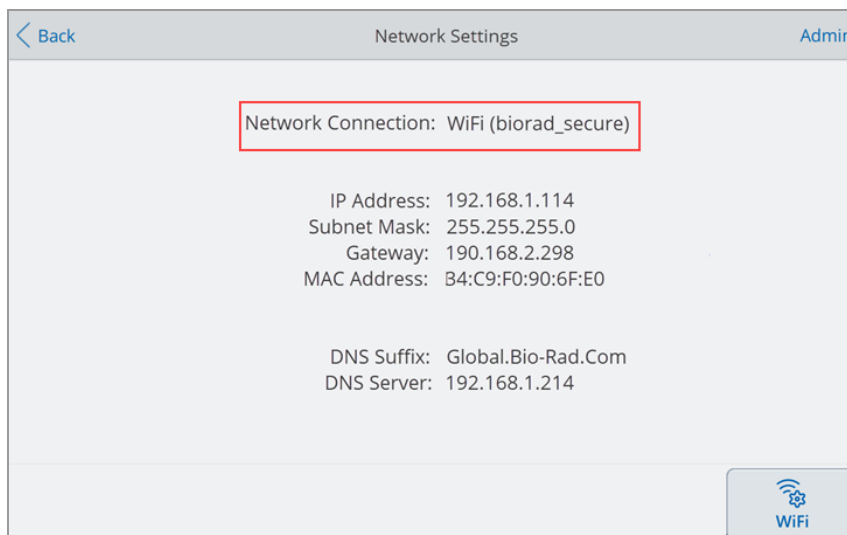 Back
Network Settings
Admin
Network Connection: WiFi (biorad_secure)
IP Address: 192.168.1.114
Subnet Mask: 255.255.255.0
Gateway: 190.168.2.298
MAC Address: B4:C9:F0:90:6F:E0
DNS Suffix: Global.Bio-Rad.Com
DNS Server: 192.168.1.214
WiFi